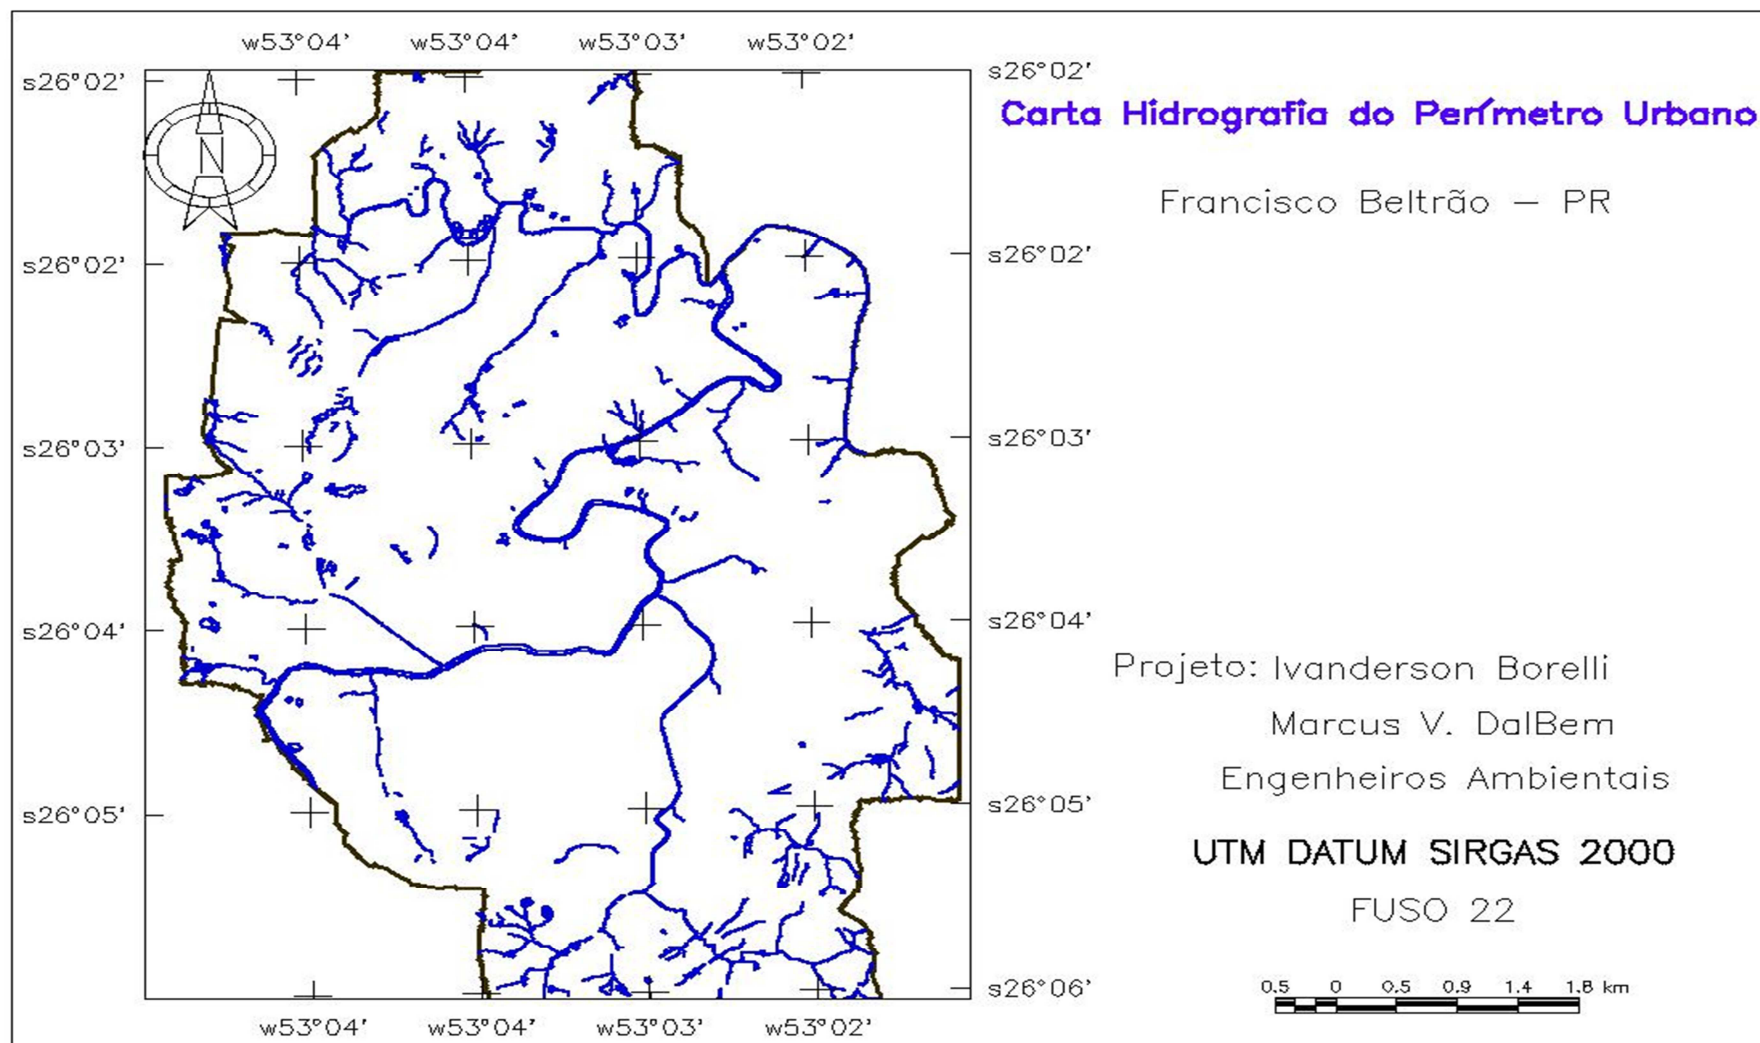 w53°04' w53°04' w53°03' w53°02'
s26°02' s26°02'
Carta Hidrografia do Perímetro Urbano
N
Francisco Beltrão – PR
s26°02' s26°02'
s26°03' s26°03'
s26°04' s26°04'
Projeto: Ivanderson Borelli
Marcus V. DalBem
Engenheiros Ambientais
s26°05' s26°05'
UTM DATUM SIRGAS 2000
FUSO 22
s26°06'
0.5 0 0.5 0.9 1.4 1.8 km
w53°04' w53°04' w53°03' w53°02'